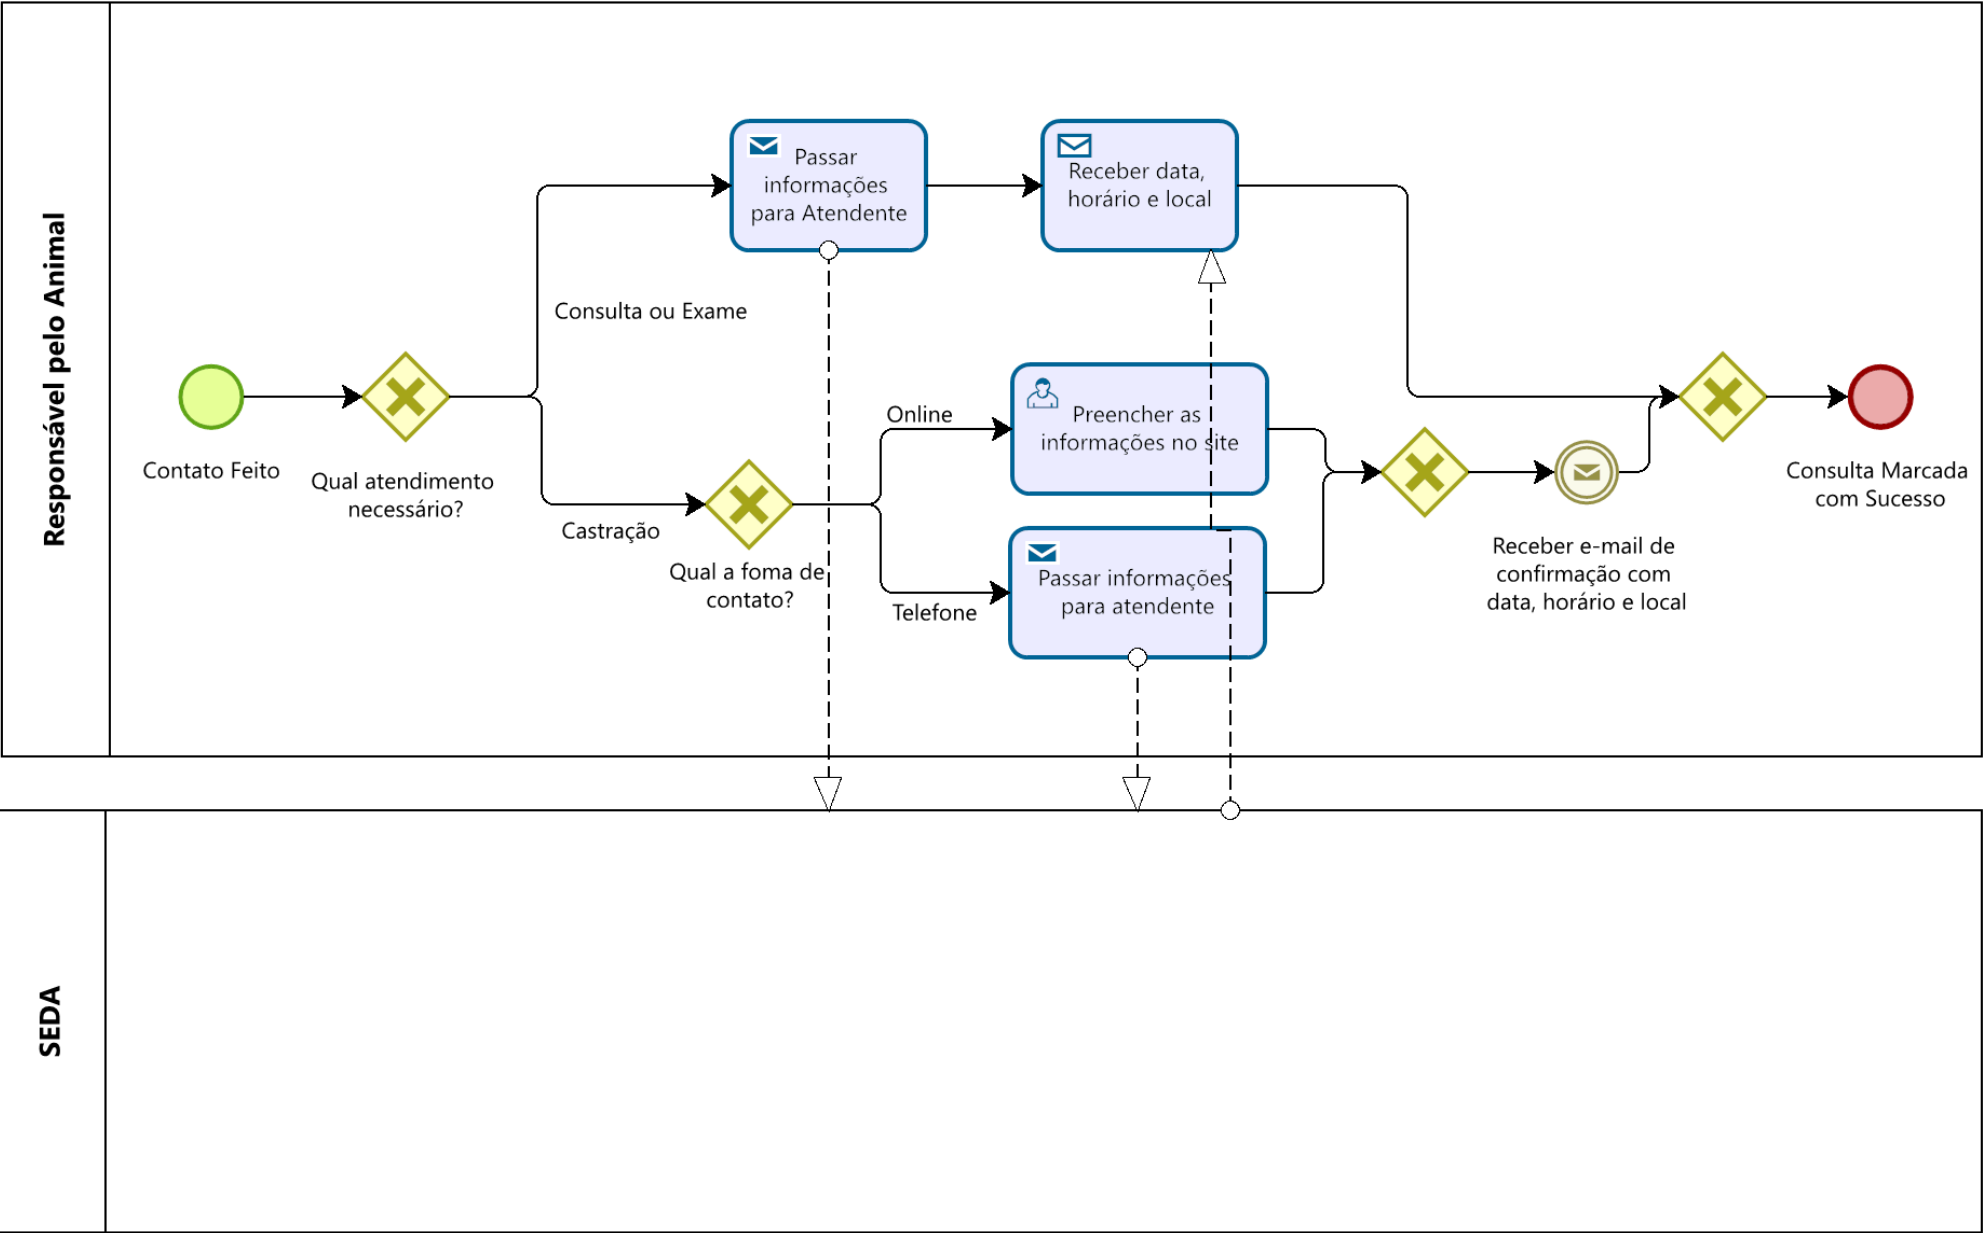 Responsável pelo Animal
Contato Feito
Qual atendimento
necessário?
Consulta ou Exame
Castração
Passar
informações
para Atendente
Receber data,
horário e local
Qual a foma de
contato?
Online
Telefone
Preencher as
informações no site
Passar informações
para atendente
Receber e-mail de
confirmação com
data, horário e local
Consulta Marcada
com Sucesso
SEDA